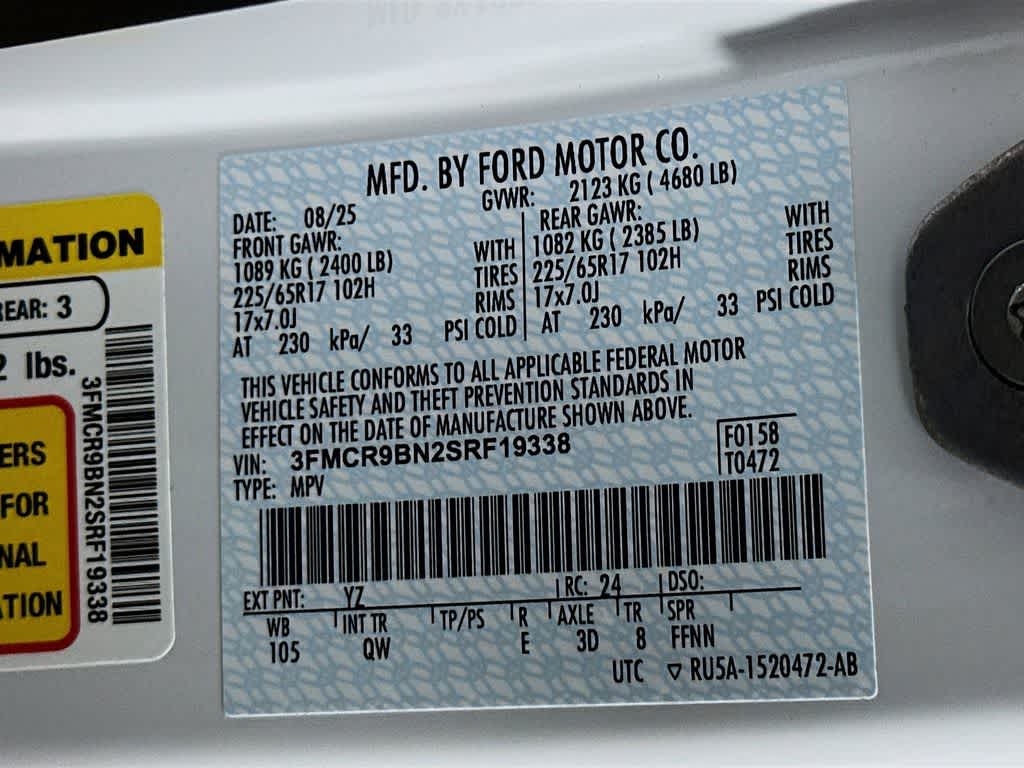 MATION
REAR: 3
2 lbs.
3FMCR9BN2SRF19338
ERS
FOR
NAL
ATION
MFD. BY FORD MOTOR CO.
DATE: 08/25 GVWR: 2123 KG ( 4680 LB)
FRONT GAWR: REAR GAWR:
1089 KG ( 2400 LB) WITH 1082 KG ( 2385 LB) WITH
225/65R17 102H TIRES 225/65R17 102H TIRES
17x7.0J RIMS 17x7.0J RIMS
AT 230 kPa/ 33 PSI COLD AT 230 kPa/ 33 PSI COLD
THIS VEHICLE CONFORMS TO ALL APPLICABLE FEDERAL MOTOR
VEHICLE SAFETY AND THEFT PREVENTION STANDARDS IN
EFFECT ON THE DATE OF MANUFACTURE SHOWN ABOVE.
VIN: 3FMCR9BN2SRF19338 F0158
TYPE: MPV T0472
EXT PNT: YZ RC: 24 DSO:
WB INT TR TP/PS R AXLE TR SPR
105 QW E 3D 8 FFNN
UTC ▽ RU5A-1520472-AB